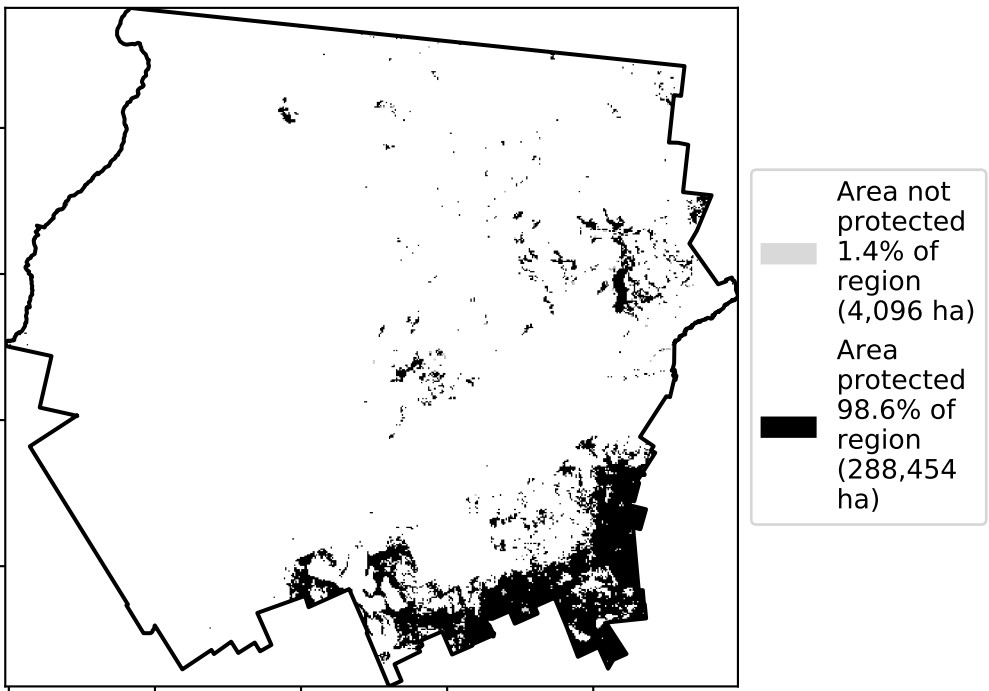 Area not
protected
1.4% of
region
(4,096 ha)
Area
protected
98.6% of
region
(288,454
ha)